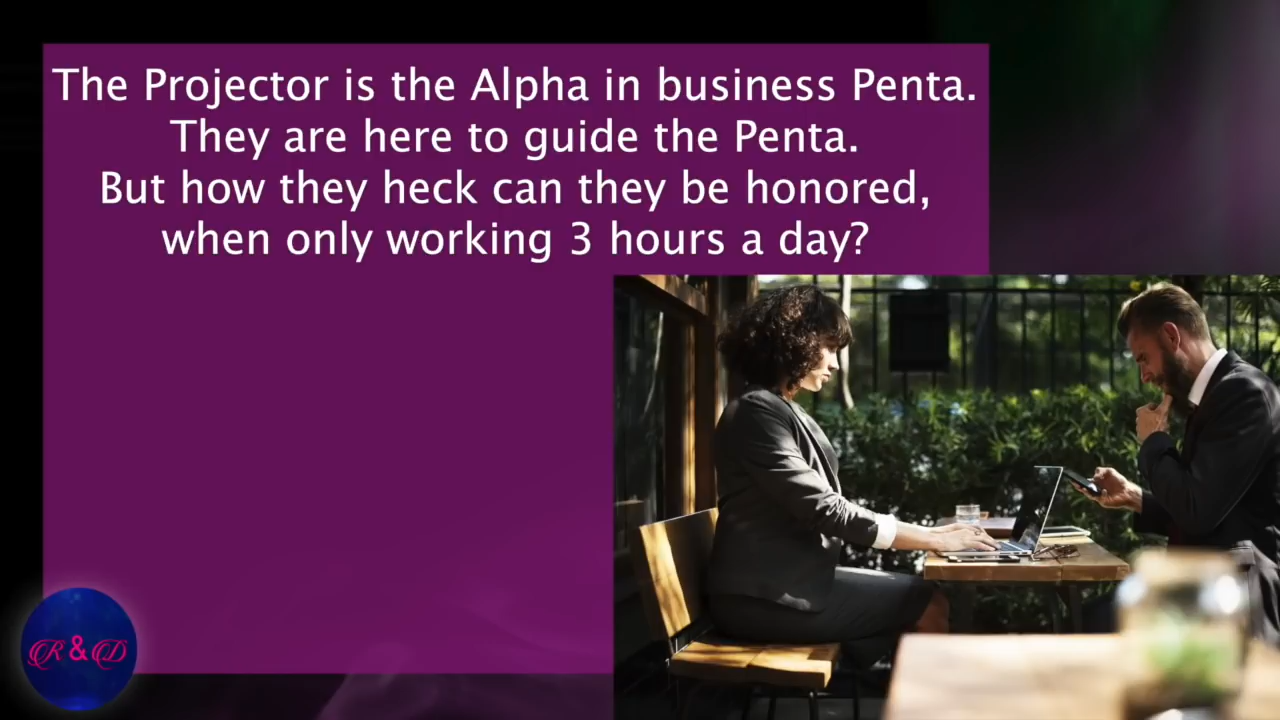 The Projector is the Alpha in business Penta.
They are here to guide the Penta.
But how they heck can they be honored,
when only working 3 hours a day?
R & D